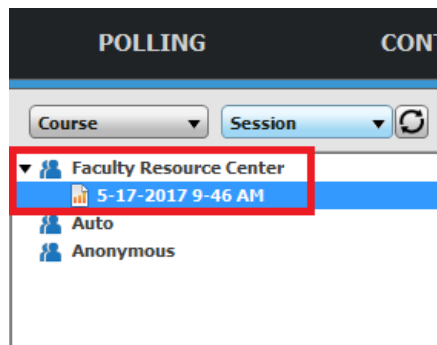 POLLING CONT
Course Session
Faculty Resource Center
5-17-2017 9-46 AM
Auto
Anonymous